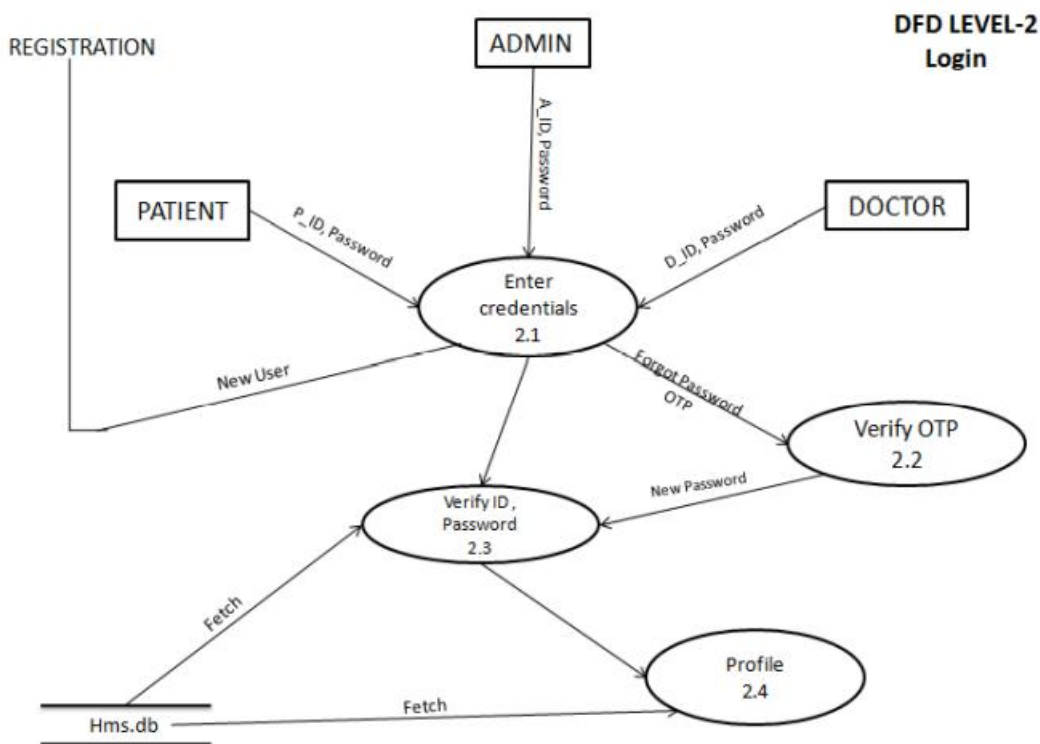 DFD LEVEL-2
Login
REGISTRATION
ADMIN
A_ID, Password
PATIENT
P_ID, Password
DOCTOR
D_ID, Password
Enter
credentials
2.1
New User
Forgot Password
OTP
Verify OTP
2.2
New Password
Verify ID ,
Password
2.3
Fetch
Profile
2.4
Fetch
Hms.db